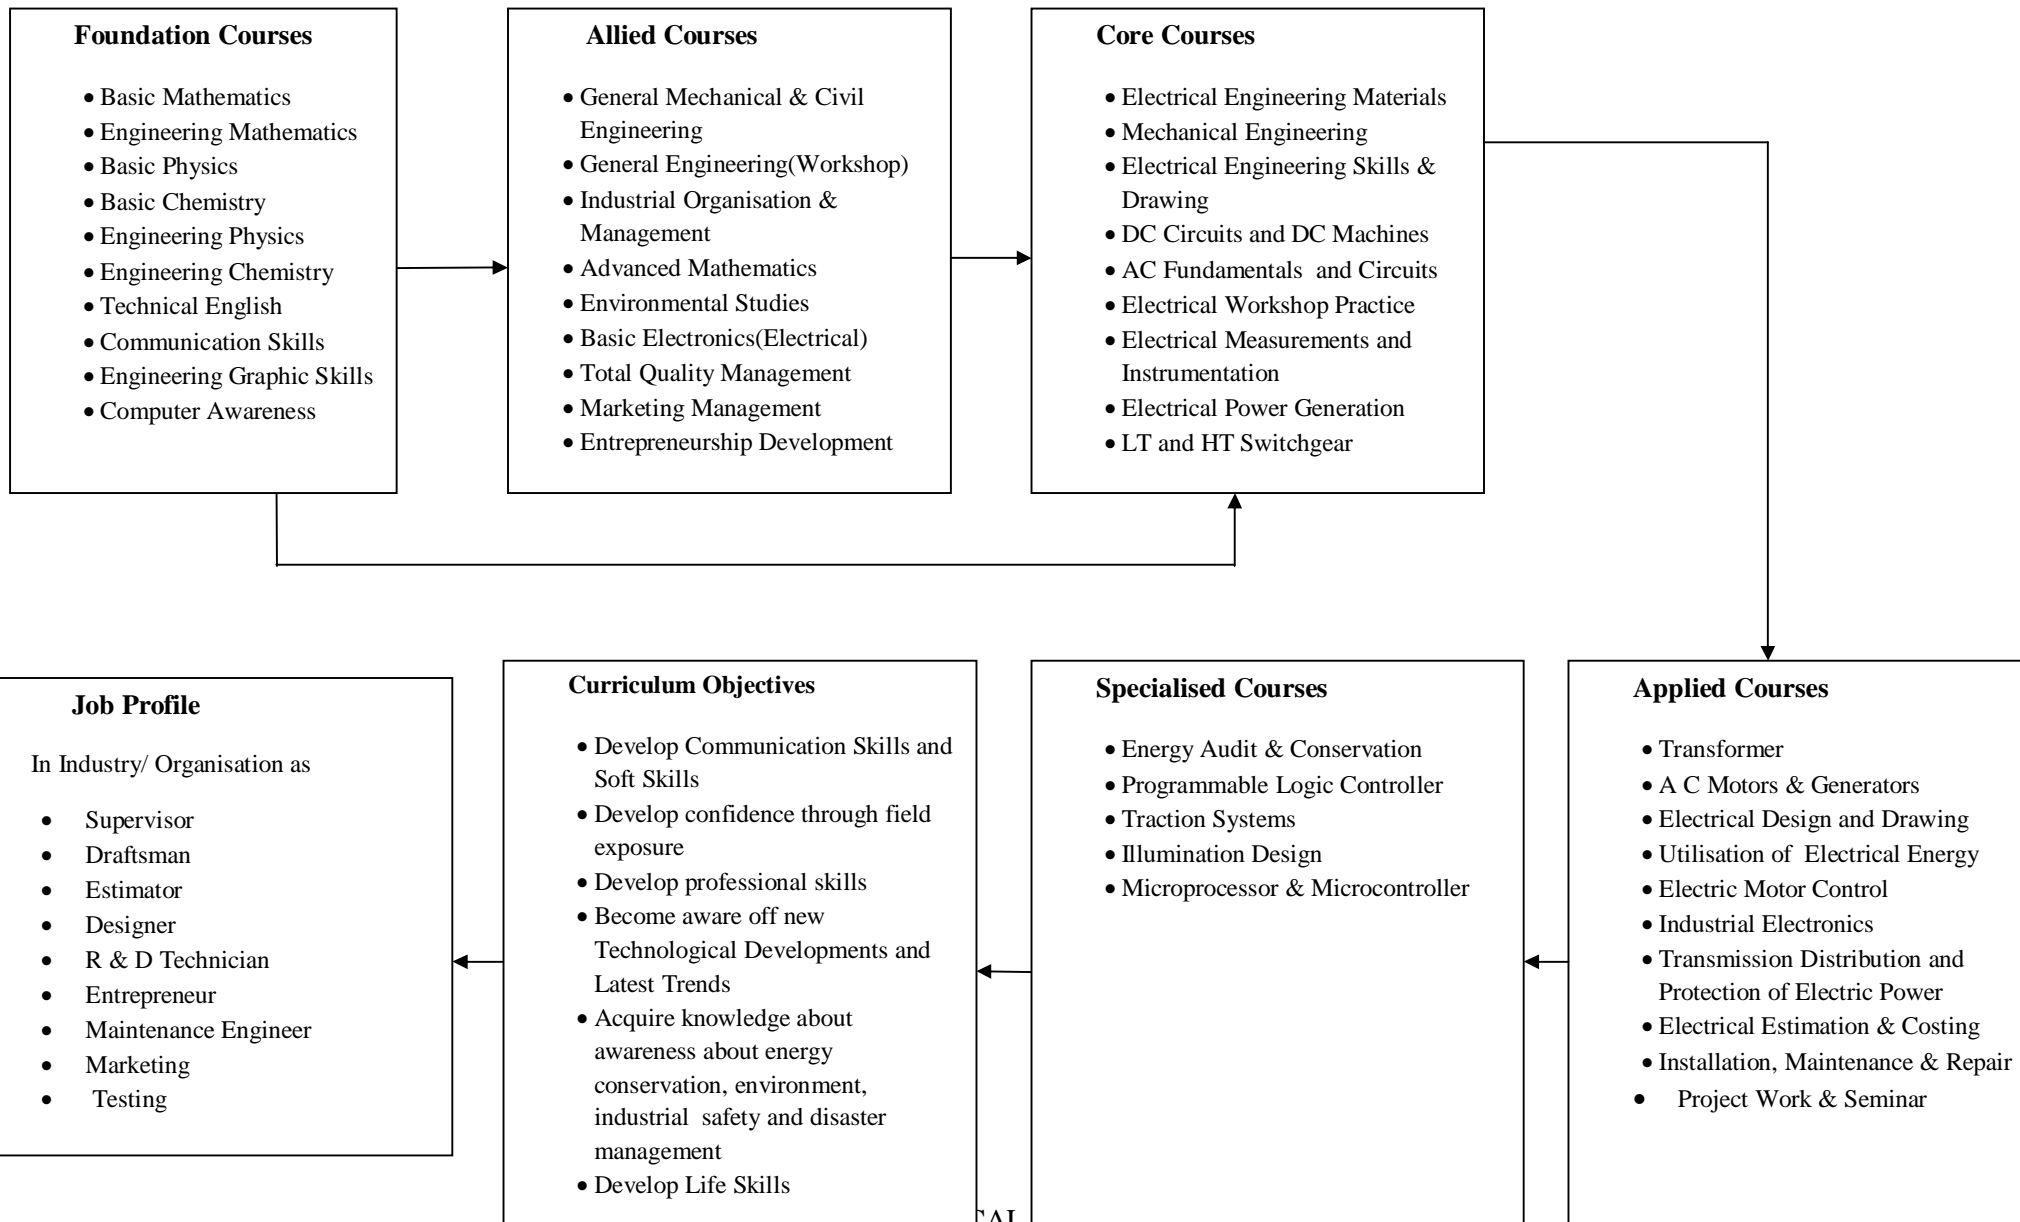 Foundation Courses
• Basic Mathematics
• Engineering Mathematics
• Basic Physics
• Basic Chemistry
• Engineering Physics
• Engineering Chemistry
• Technical English
• Communication Skills
• Engineering Graphic Skills
• Computer Awareness
Allied Courses
• General Mechanical & Civil
Engineering
• General Engineering(Workshop)
• Industrial Organisation &
Management
• Advanced Mathematics
• Environmental Studies
• Basic Electronics(Electrical)
• Total Quality Management
• Marketing Management
• Entrepreneurship Development
Core Courses
• Electrical Engineering Materials
• Mechanical Engineering
• Electrical Engineering Skills &
Drawing
• DC Circuits and DC Machines
• AC Fundamentals and Circuits
• Electrical Workshop Practice
• Electrical Measurements and
Instrumentation
• Electrical Power Generation
• LT and HT Switchgear
Job Profile
In Industry/ Organisation as
• Supervisor
• Draftsman
• Estimator
• Designer
• R & D Technician
• Entrepreneur
• Maintenance Engineer
• Marketing
• Testing
Curriculum Objectives
• Develop Communication Skills and
Soft Skills
• Develop confidence through field
exposure
• Develop professional skills
• Become aware off new
Technological Developments and
Latest Trends
• Acquire knowledge about
awareness about energy
conservation, environment,
industrial safety and disaster
management
• Develop Life Skills
Specialised Courses
• Energy Audit & Conservation
• Programmable Logic Controller
• Traction Systems
• Illumination Design
• Microprocessor & Microcontroller
Applied Courses
• Transformer
• A C Motors & Generators
• Electrical Design and Drawing
• Utilisation of Electrical Energy
• Electric Motor Control
• Industrial Electronics
• Transmission Distribution and
Protection of Electric Power
• Electrical Estimation & Costing
• Installation, Maintenance & Repair
• Project Work & Seminar